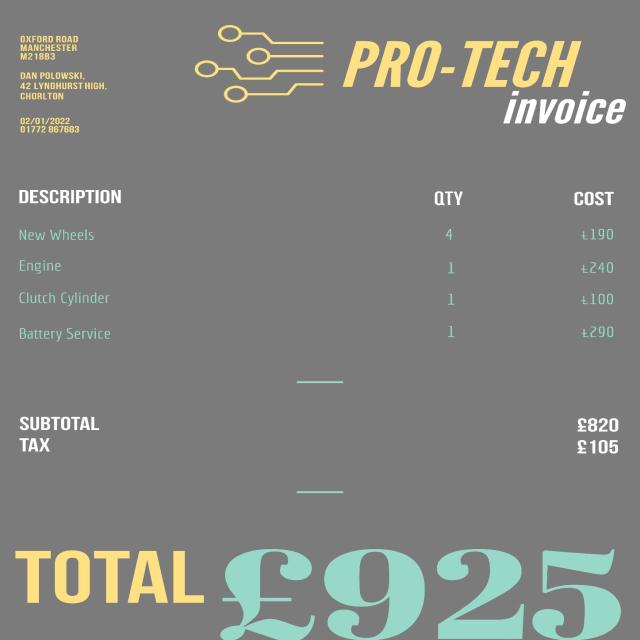 OXFORD ROAD
MANCHESTER
M21 8B3
DAN POLOWSKI,
42 LYNDHURST HIGH,
CHORLTON
02/01/2022
01772 867683
PRO-TECH
invoice
DESCRIPTION QTY COST
New Wheels 4 £190
Engine 1 £240
Clutch Cylinder 1 £100
Battery Service 1 £290
SUBTOTAL £820
TAX £105
TOTAL £925